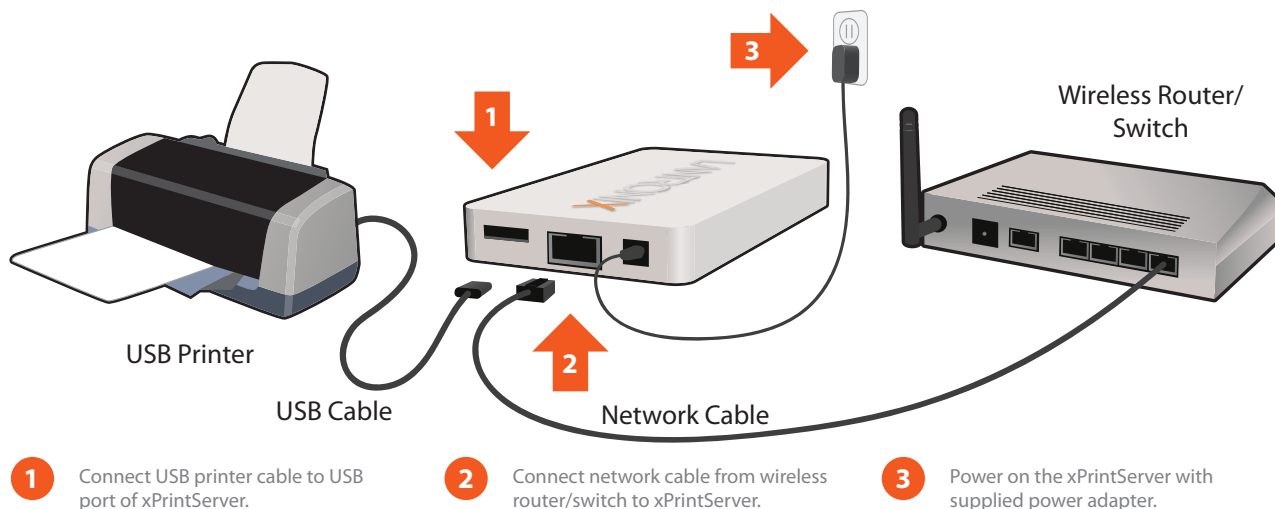 3
1
Wireless Router/
Switch
LANTRONIX
USB Printer
2
USB Cable
Network Cable
1
Connect USB printer cable to USB
port of xPrintServer.
2
Connect network cable from wireless
router/switch to xPrintServer.
3
Power on the xPrintServer with
supplied power adapter.